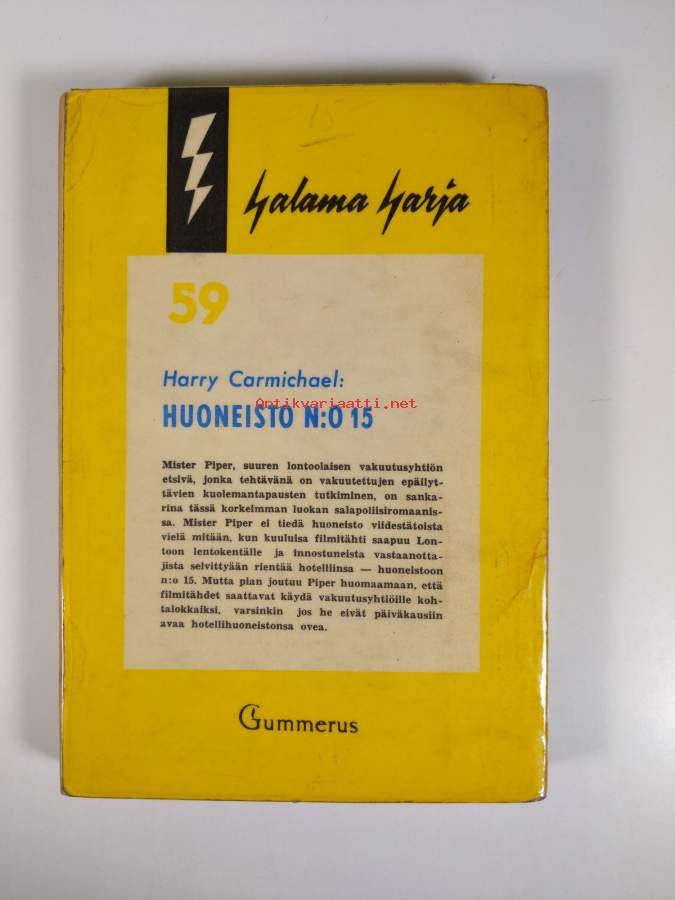 15
Salama Sarja
59
Harry Carmichael:
Antikvariaatti.net
HUONEISTO N:O 15
Mister Piper, suuren lontoolaisen vakuutusyhtiön
etsivä, jonka tehtävänä on vakuutettujen epäilyt-
tävien kuolemantapausten tutkiminen, on sanka-
rina tässä korkeimman luokan salapoliisiromaanis-
sa. Mister Piper ei tiedä huoneisto viidestätoista
vielä mitään, kun kuuluisa filmitähti saapuu Lon-
toon lentokentälle ja innostuneista vastaanotta-
jista selvittyään rientää hotelliinsa — huoneistoon
n:o 15. Mutta pian joutuu Piper huomaamaan, että
filmitähdet saattavat käydä vakuutusyhtiöille koh-
talokkaiksi, varsinkin jos he eivät päiväkausiin
avaa hotellihuoneistonsa ovea.
Gummerus